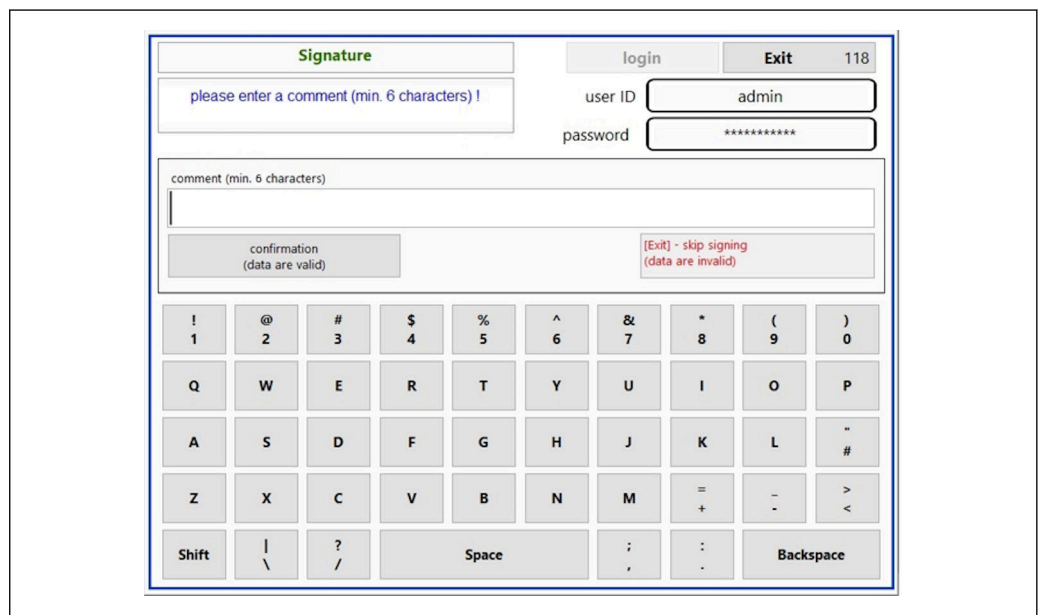 Signature
login
Exit 118
please enter a comment (min. 6 characters) !
user ID admin
password ***********
comment (min. 6 characters)
confirmation
(data are valid)
[Exit] - skip signing
(data are invalid)
! @ # $ % ^ & * ( )
1 2 3 4 5 6 7 8 9 0
Q W E R T Y U I O P
A S D F G H J K L "
#
Z X C V B N M = _ >
+ - <
Shift | ? Space ; : Backspace
\ / , .